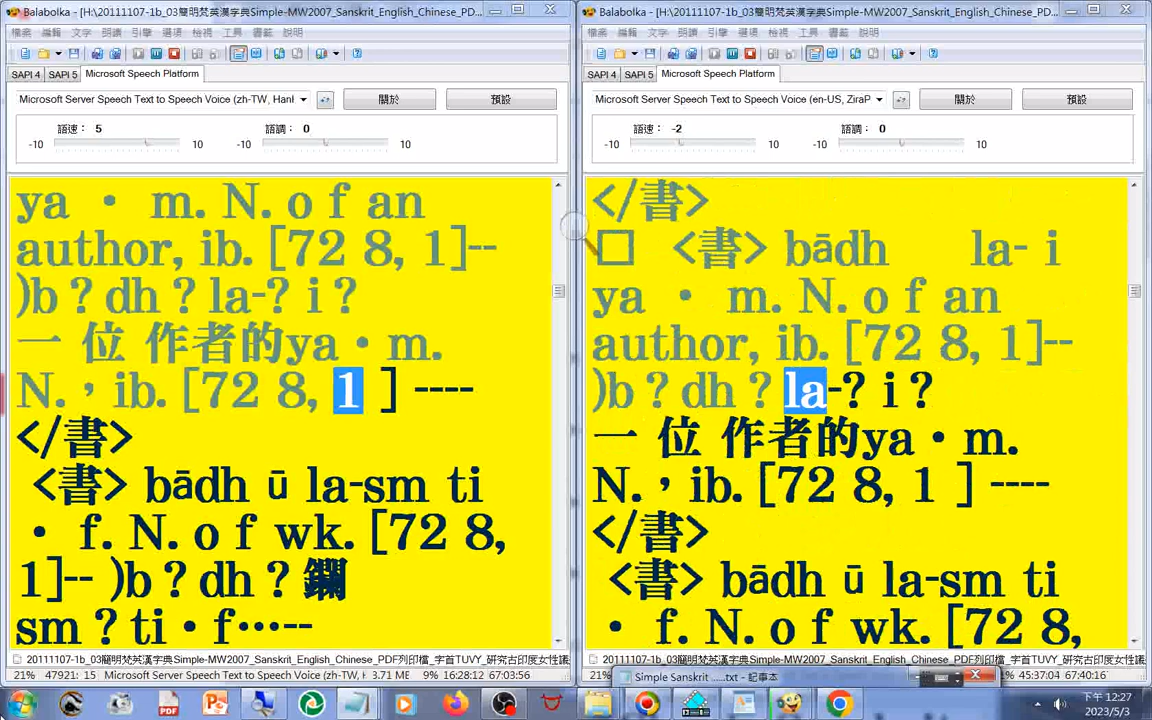 Balabolka - [H:\20111107-1b_03簡明梵英漢字典Simple-MW2007_Sanskrit_English_Chinese_PD...
檔案 編輯 文字 朗讀 引擎 選項 檢視 工具 書籤 說明
SAPI 4 SAPI 5 Microsoft Speech Platform
Microsoft Server Speech Text to Speech Voice (zh-TW, Hanl
關於
預設
語速： 5
語調： 0
-10 10 -10 10
ya • m. N. o f an
author, ib. [72 8, 1]--
)b？dh？la-？i？
一 位 作者的ya•m.
N.，ib. [72 8, 1 ] ----
</書>
<書> bādh ū la-sm ti
• f. N. o f wk. [72 8,
1]-- )b？dh？鑭
sm？ti•f…--
20111107-1b_03簡明梵英漢字典Simple-MW2007_Sanskrit_English_Chinese_PDF列印檔_字首TUVY_研究古印度女性議
21% 47921: 15 Microsoft Speech Platform Microsoft Server Speech Text to Speech Voice (zh-TW, H 3.71 MB 9% 16:28:12 67:03:56
Balabolka - [H:\20111107-1b_03簡明梵英漢字典Simple-MW2007_Sanskrit_English_Chinese_PD...
檔案 編輯 文字 朗讀 引擎 選項 檢視 工具 書籤 說明
SAPI 4 SAPI 5 Microsoft Speech Platform
Microsoft Server Speech Text to Speech Voice (en-US, ZiraP
關於
預設
語速： -2
語調： 0
-10 10 -10 10
</書>
□ <書> bādh la- i
ya • m. N. o f an
author, ib. [72 8, 1]--
)b？dh？la-？i？
一 位 作者的ya•m.
N.，ib. [72 8, 1 ] ----
</書>
<書> bādh ū la-sm ti
• f. N. o f wk. [72 8,
20111107-1b_03簡明梵英漢字典Simple-MW2007_Sanskrit_English_Chinese_PDF列印檔_字首TUVY_研究古印度女性議
21%
Simple Sanskrit ....txt - 記事本
45:37:04 67:40:16
下午 12:27
2023/5/3